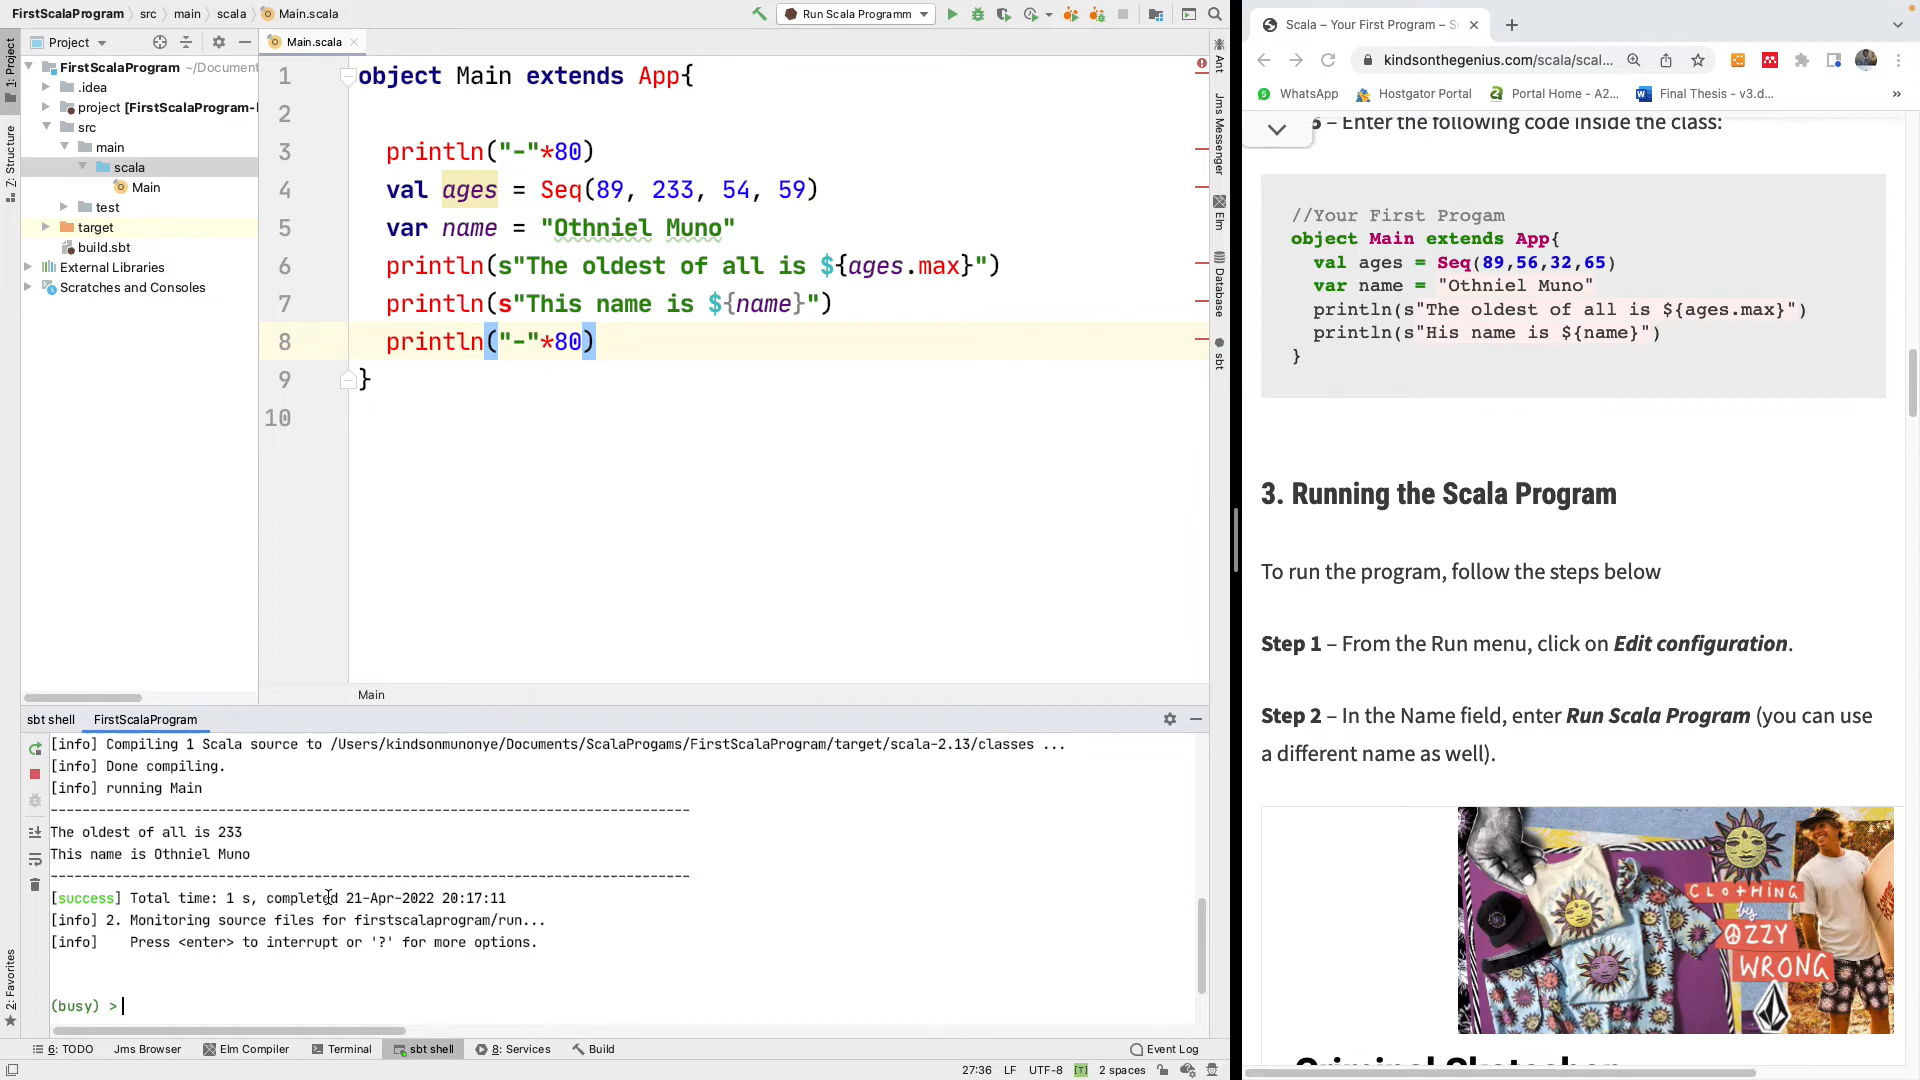 FirstScalaProgram
src
main
scala
Main.scala
Run Scala Programm
Project
Main.scala
1: Project
Z: Structure
2: Favorites
FirstScalaProgram ~/Document
.idea
project [FirstScalaProgram-
src
main
scala
Main
test
target
build.sbt
External Libraries
Scratches and Consoles
1 object Main extends App{
2
3 println("-"*80)
4 val ages = Seq(89, 233, 54, 59)
5 var name = "Othniel Muno"
6 println(s"The oldest of all is ${ages.max}")
7 println(s"This name is ${name}")
8 println("-"*80)
9 }
10
Main
Ant
Jms Messenger
Elm
Database
sbt
sbt shell FirstScalaProgram
[info] Compiling 1 Scala source to /Users/kindsonmunonye/Documents/ScalaProgams/FirstScalaProgram/target/scala-2.13/classes ...
[info] Done compiling.
[info] running Main
--------------------------------------------------------------------------------
The oldest of all is 233
This name is Othniel Muno
--------------------------------------------------------------------------------
[success] Total time: 1 s, completed 21-Apr-2022 20:17:11
[info] 2. Monitoring source files for firstscalaprogram/run...
[info]    Press <enter> to interrupt or '?' for more options.
(busy) >
6: TODO
Jms Browser
Elm Compiler
Terminal
sbt shell
8: Services
Build
Event Log
27:36 LF UTF-8 [T] 2 spaces
Scala – Your First Program –
kindsonthegenius.com/scala/scal...
WhatsApp
Hostgator Portal
Portal Home - A2...
Final Thesis - v3.d...
»
– Enter the following code inside the class:
//Your First Progam
object Main extends App{
val ages = Seq(89,56,32,65)
var name = "Othniel Muno"
println(s"The oldest of all is ${ages.max}")
println(s"His name is ${name}")
}
3. Running the Scala Program
To run the program, follow the steps below
Step 1 – From the Run menu, click on Edit configuration.
Step 2 – In the Name field, enter Run Scala Program (you can use
a different name as well).
CLOTHING
by
OZZY
WRONG